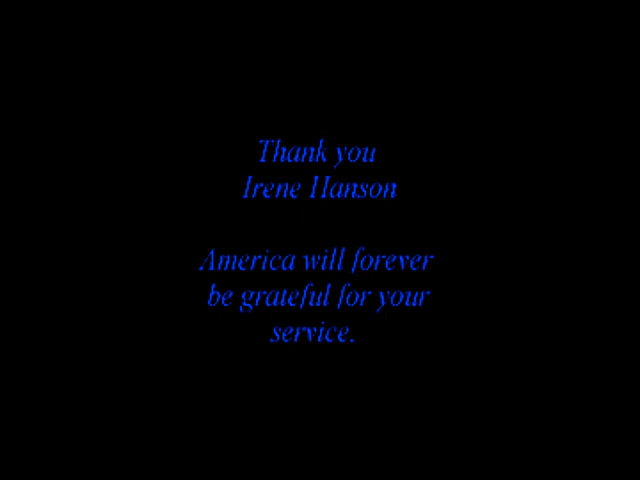 Thank you
Irene Hanson
America will forever
be grateful for your
service.